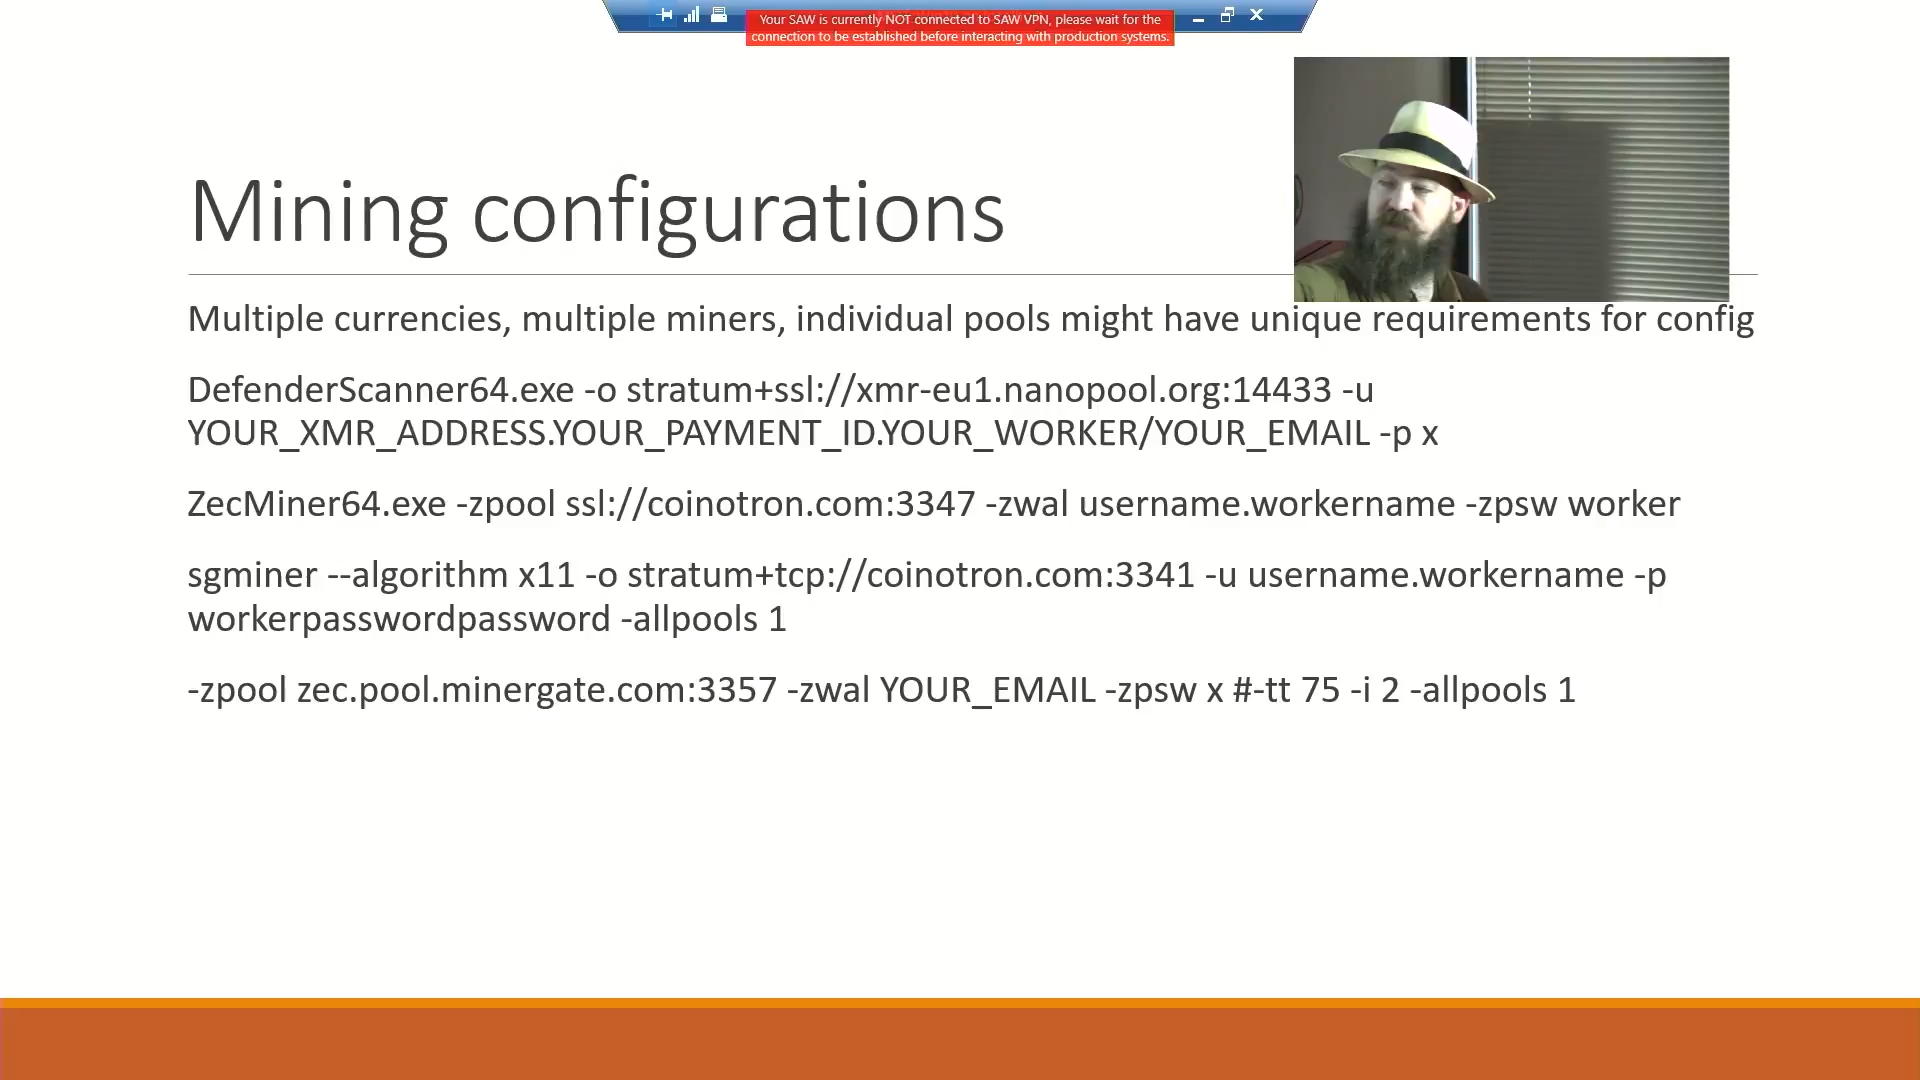 Your SAW is currently NOT connected to SAW VPN, please wait for the
connection to be established before interacting with production systems.
Mining configurations
Multiple currencies, multiple miners, individual pools might have unique requirements for config
DefenderScanner64.exe -o stratum+ssl://xmr-eu1.nanopool.org:14433 -u
YOUR_XMR_ADDRESS.YOUR_PAYMENT_ID.YOUR_WORKER/YOUR_EMAIL -p x
ZecMiner64.exe -zpool ssl://coinotron.com:3347 -zwal username.workername -zpsw worker
sgminer --algorithm x11 -o stratum+tcp://coinotron.com:3341 -u username.workername -p
workerpasswordpassword -allpools 1
-zpool zec.pool.minergate.com:3357 -zwal YOUR_EMAIL -zpsw x #-tt 75 -i 2 -allpools 1